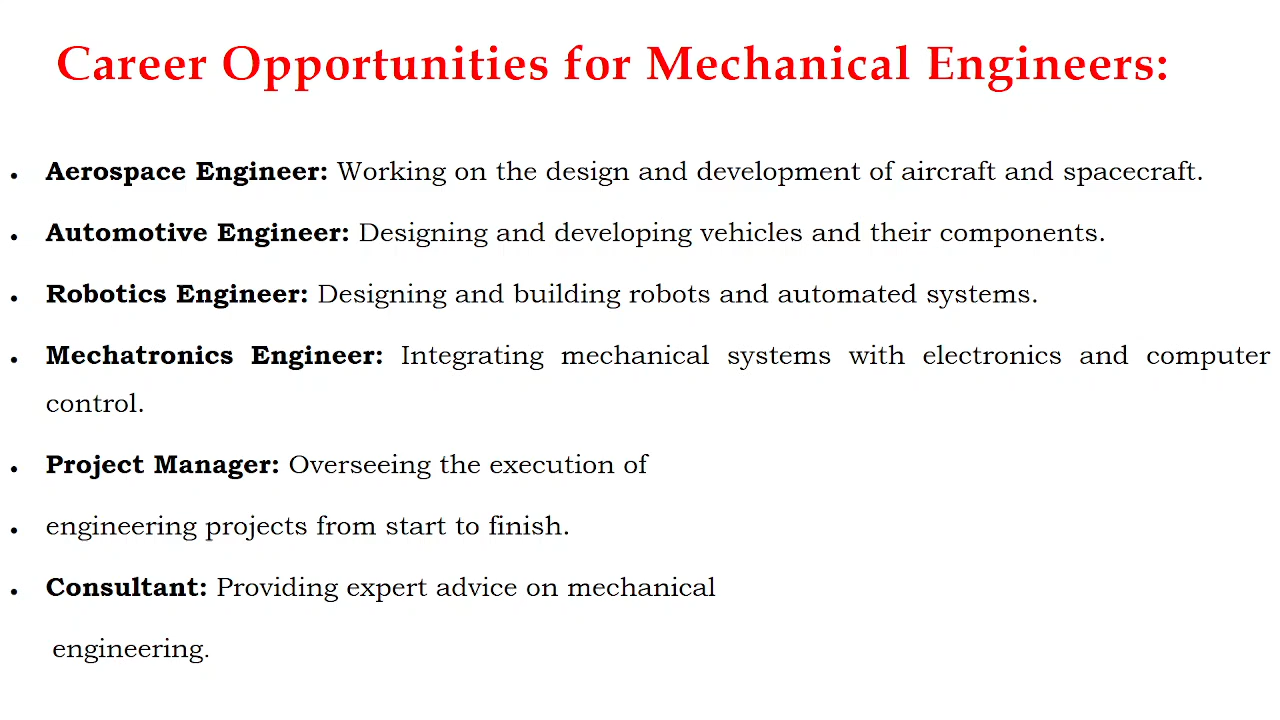 Career Opportunities for Mechanical Engineers:
• Aerospace Engineer: Working on the design and development of aircraft and spacecraft.
• Automotive Engineer: Designing and developing vehicles and their components.
• Robotics Engineer: Designing and building robots and automated systems.
• Mechatronics Engineer: Integrating mechanical systems with electronics and computer
control.
• Project Manager: Overseeing the execution of
• engineering projects from start to finish.
• Consultant: Providing expert advice on mechanical
engineering.